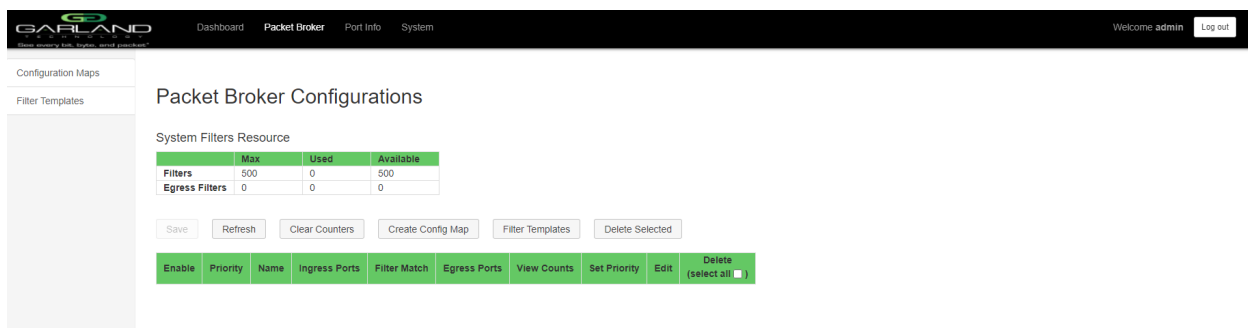 GARLAND
TECHNOLOGY
See every bit, byte, and packet®
Dashboard Packet Broker Port Info System
Welcome admin Log out
Configuration Maps
Filter Templates
Packet Broker Configurations
System Filters Resource
Max Used Available
Filters 500 0 500
Egress Filters 0 0 0
Save Refresh Clear Counters Create Config Map Filter Templates Delete Selected
Enable Priority Name Ingress Ports Filter Match Egress Ports View Counts Set Priority Edit Delete
(select all )